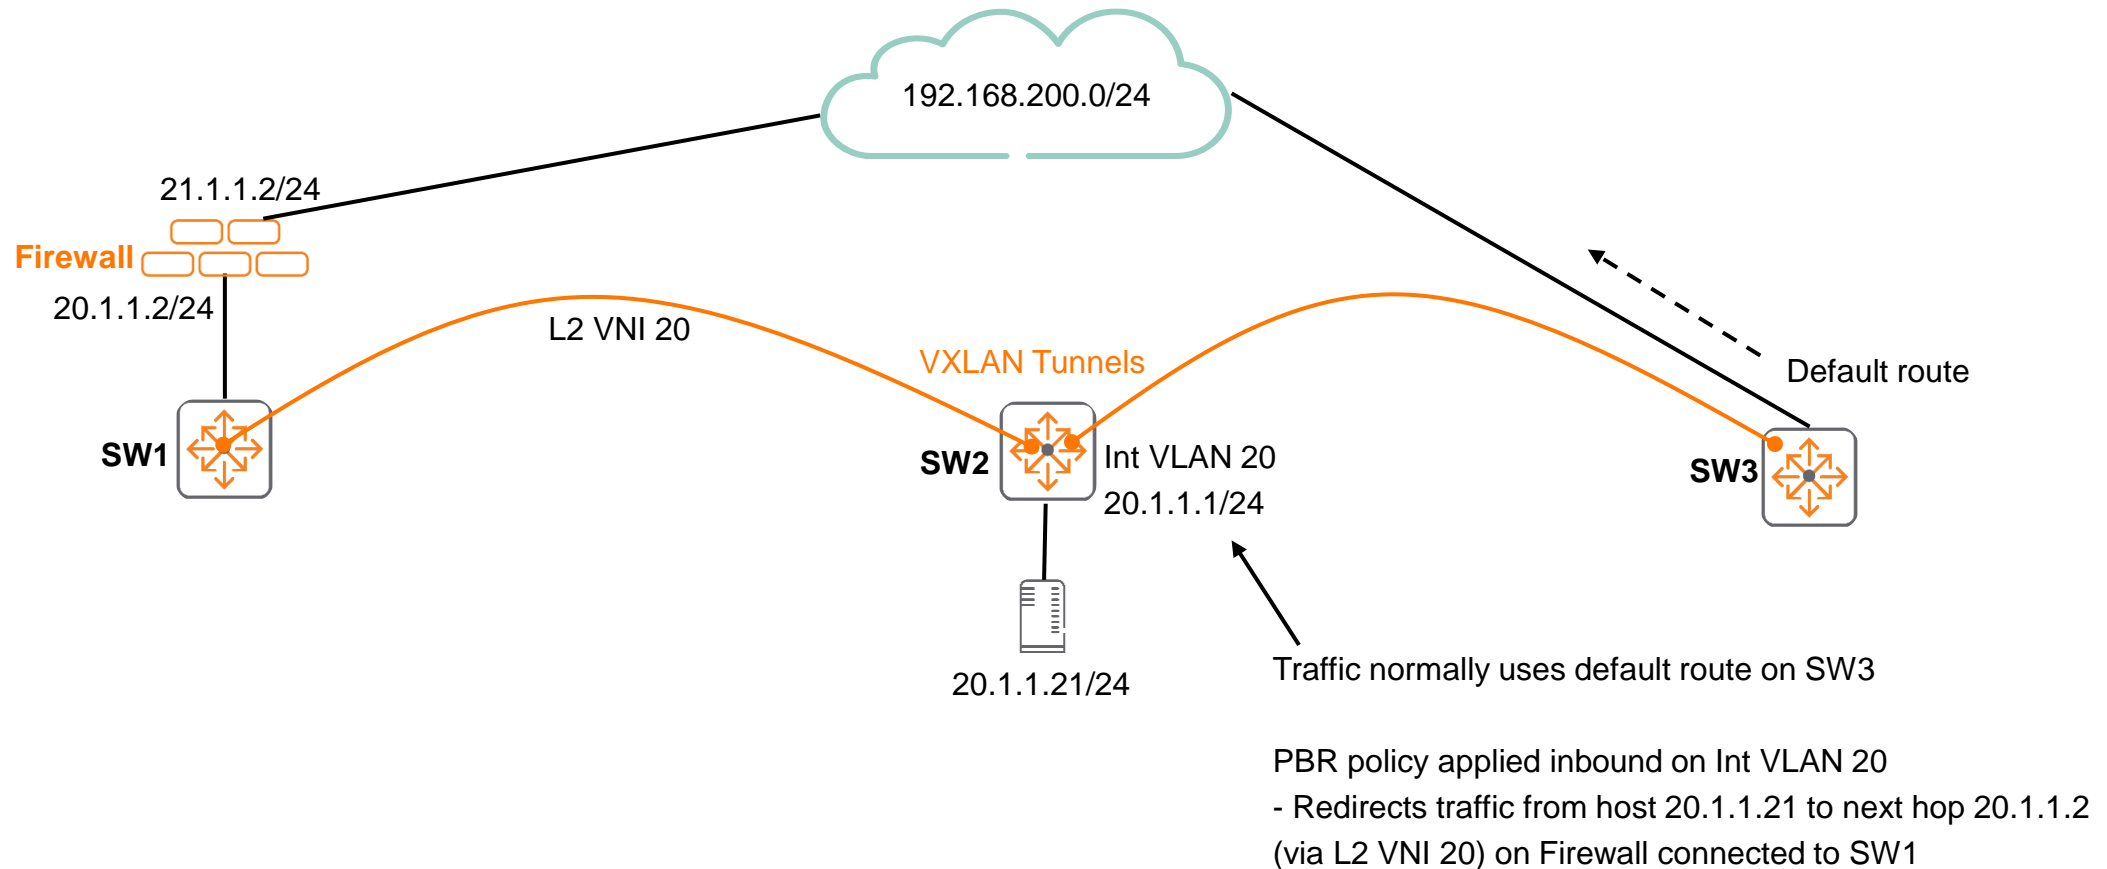 192.168.200.0/24
21.1.1.2/24
Firewall
20.1.1.2/24
L2 VNI 20
VXLAN Tunnels
Default route
SW1
SW2
Int VLAN 20
20.1.1.1/24
SW3
20.1.1.21/24
Traffic normally uses default route on SW3
PBR policy applied inbound on Int VLAN 20
- Redirects traffic from host 20.1.1.21 to next hop 20.1.1.2
(via L2 VNI 20) on Firewall connected to SW1